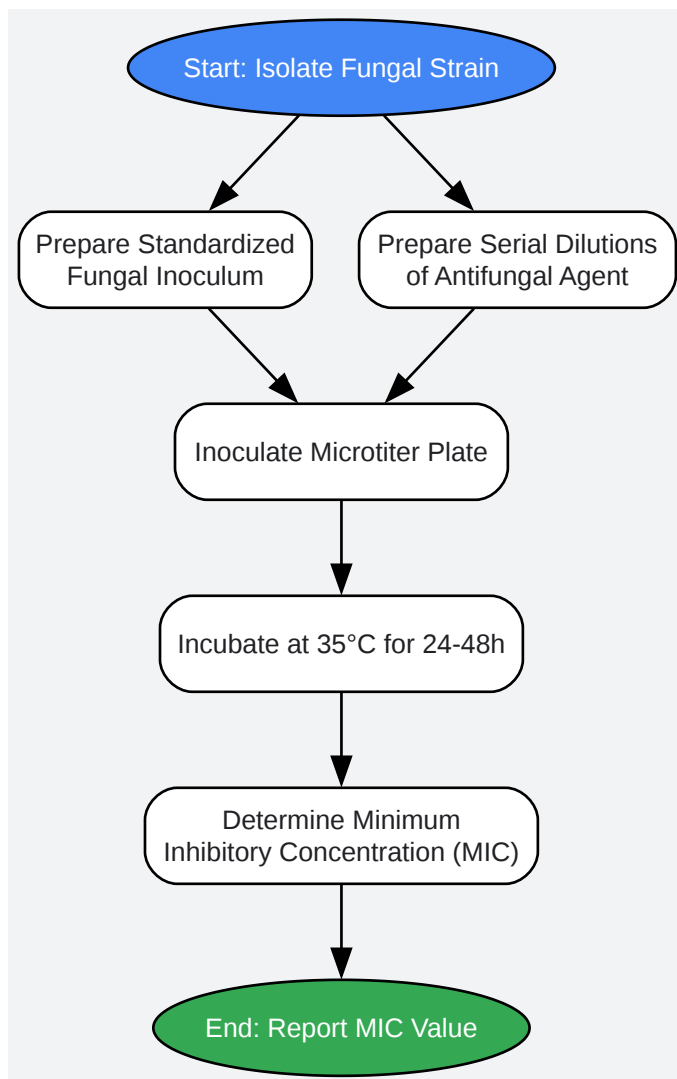 Start: Isolate Fungal Strain
Prepare Standardized
Fungal Inoculum
Prepare Serial Dilutions
of Antifungal Agent
Inoculate Microtiter Plate
Incubate at 35°C for 24-48h
Determine Minimum
Inhibitory Concentration (MIC)
End: Report MIC Value